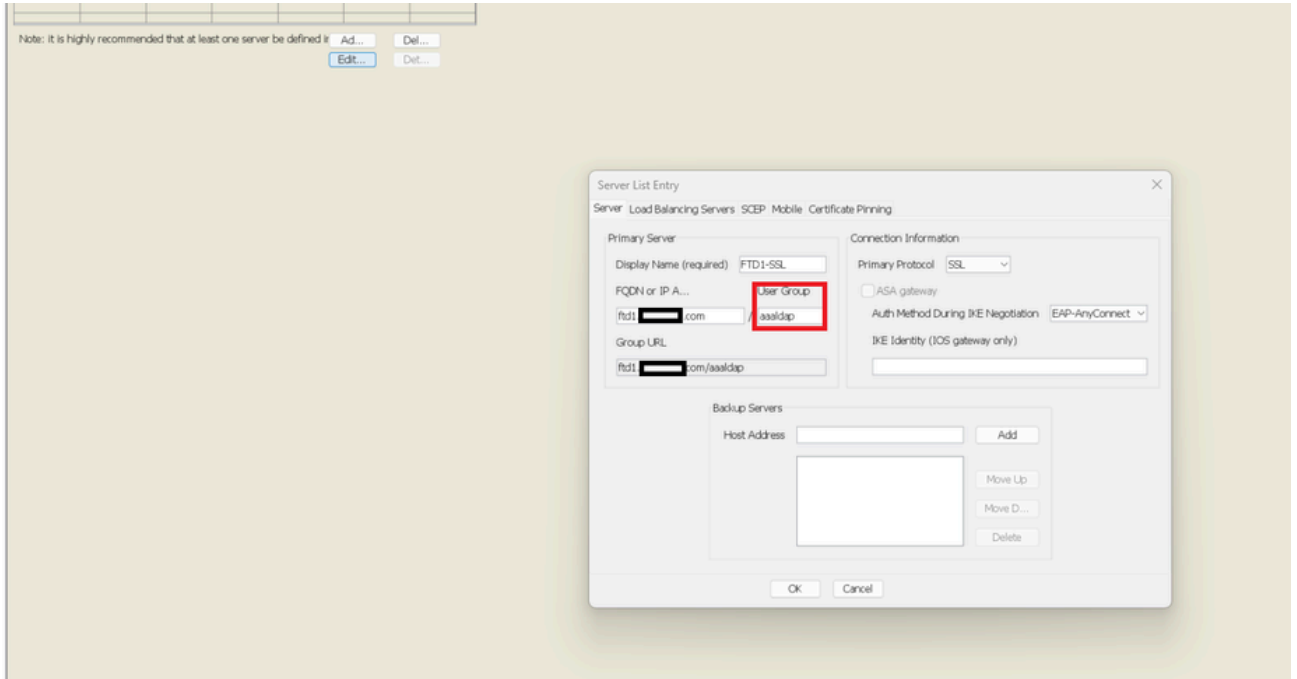 Note: it is highly recommended that at least one server be defined ir
Ad...
Del...
Edit...
Det...
Server List Entry
Server Load Balancing Servers SCEP Mobile Certificate Pinning
Primary Server
Display Name (required) FTD1-SSL
FQDN or IP A... User Group
ftd1 .com / aaaldap
Group URL
ftd1. com/aaaldap
Connection Information
Primary Protocol SSL
ASA gateway
Auth Method During IKE Negotiation EAP-AnyConnect
IKE Identity (IOS gateway only)
Backup Servers
Host Address
Add
Move Up
Move D...
Delete
OK
Cancel